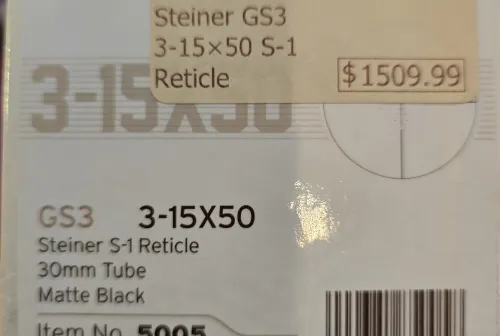 Steiner GS3
3-15×50 S-1
Reticle
$1509.99
3-15X50
GS3 3-15X50
Steiner S-1 Reticle
30mm Tube
Matte Black
Item No. 5005